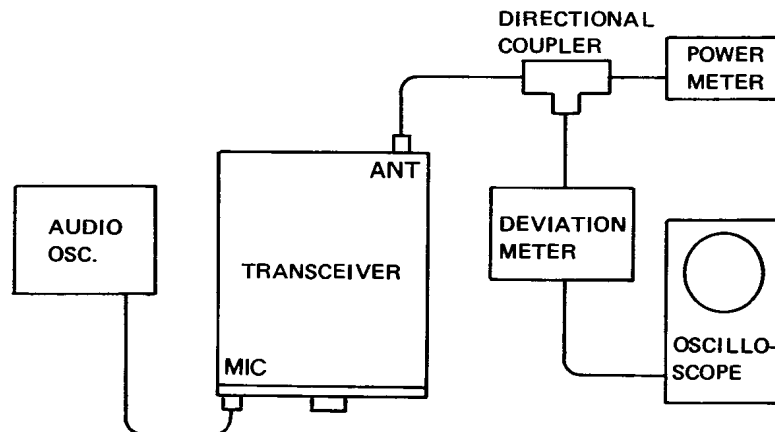 DIRECTIONAL
COUPLER
POWER
METER
ANT
AUDIO
OSC.
TRANSCEIVER
DEVIATION
METER
MIC
OSCILLO-
SCOPE